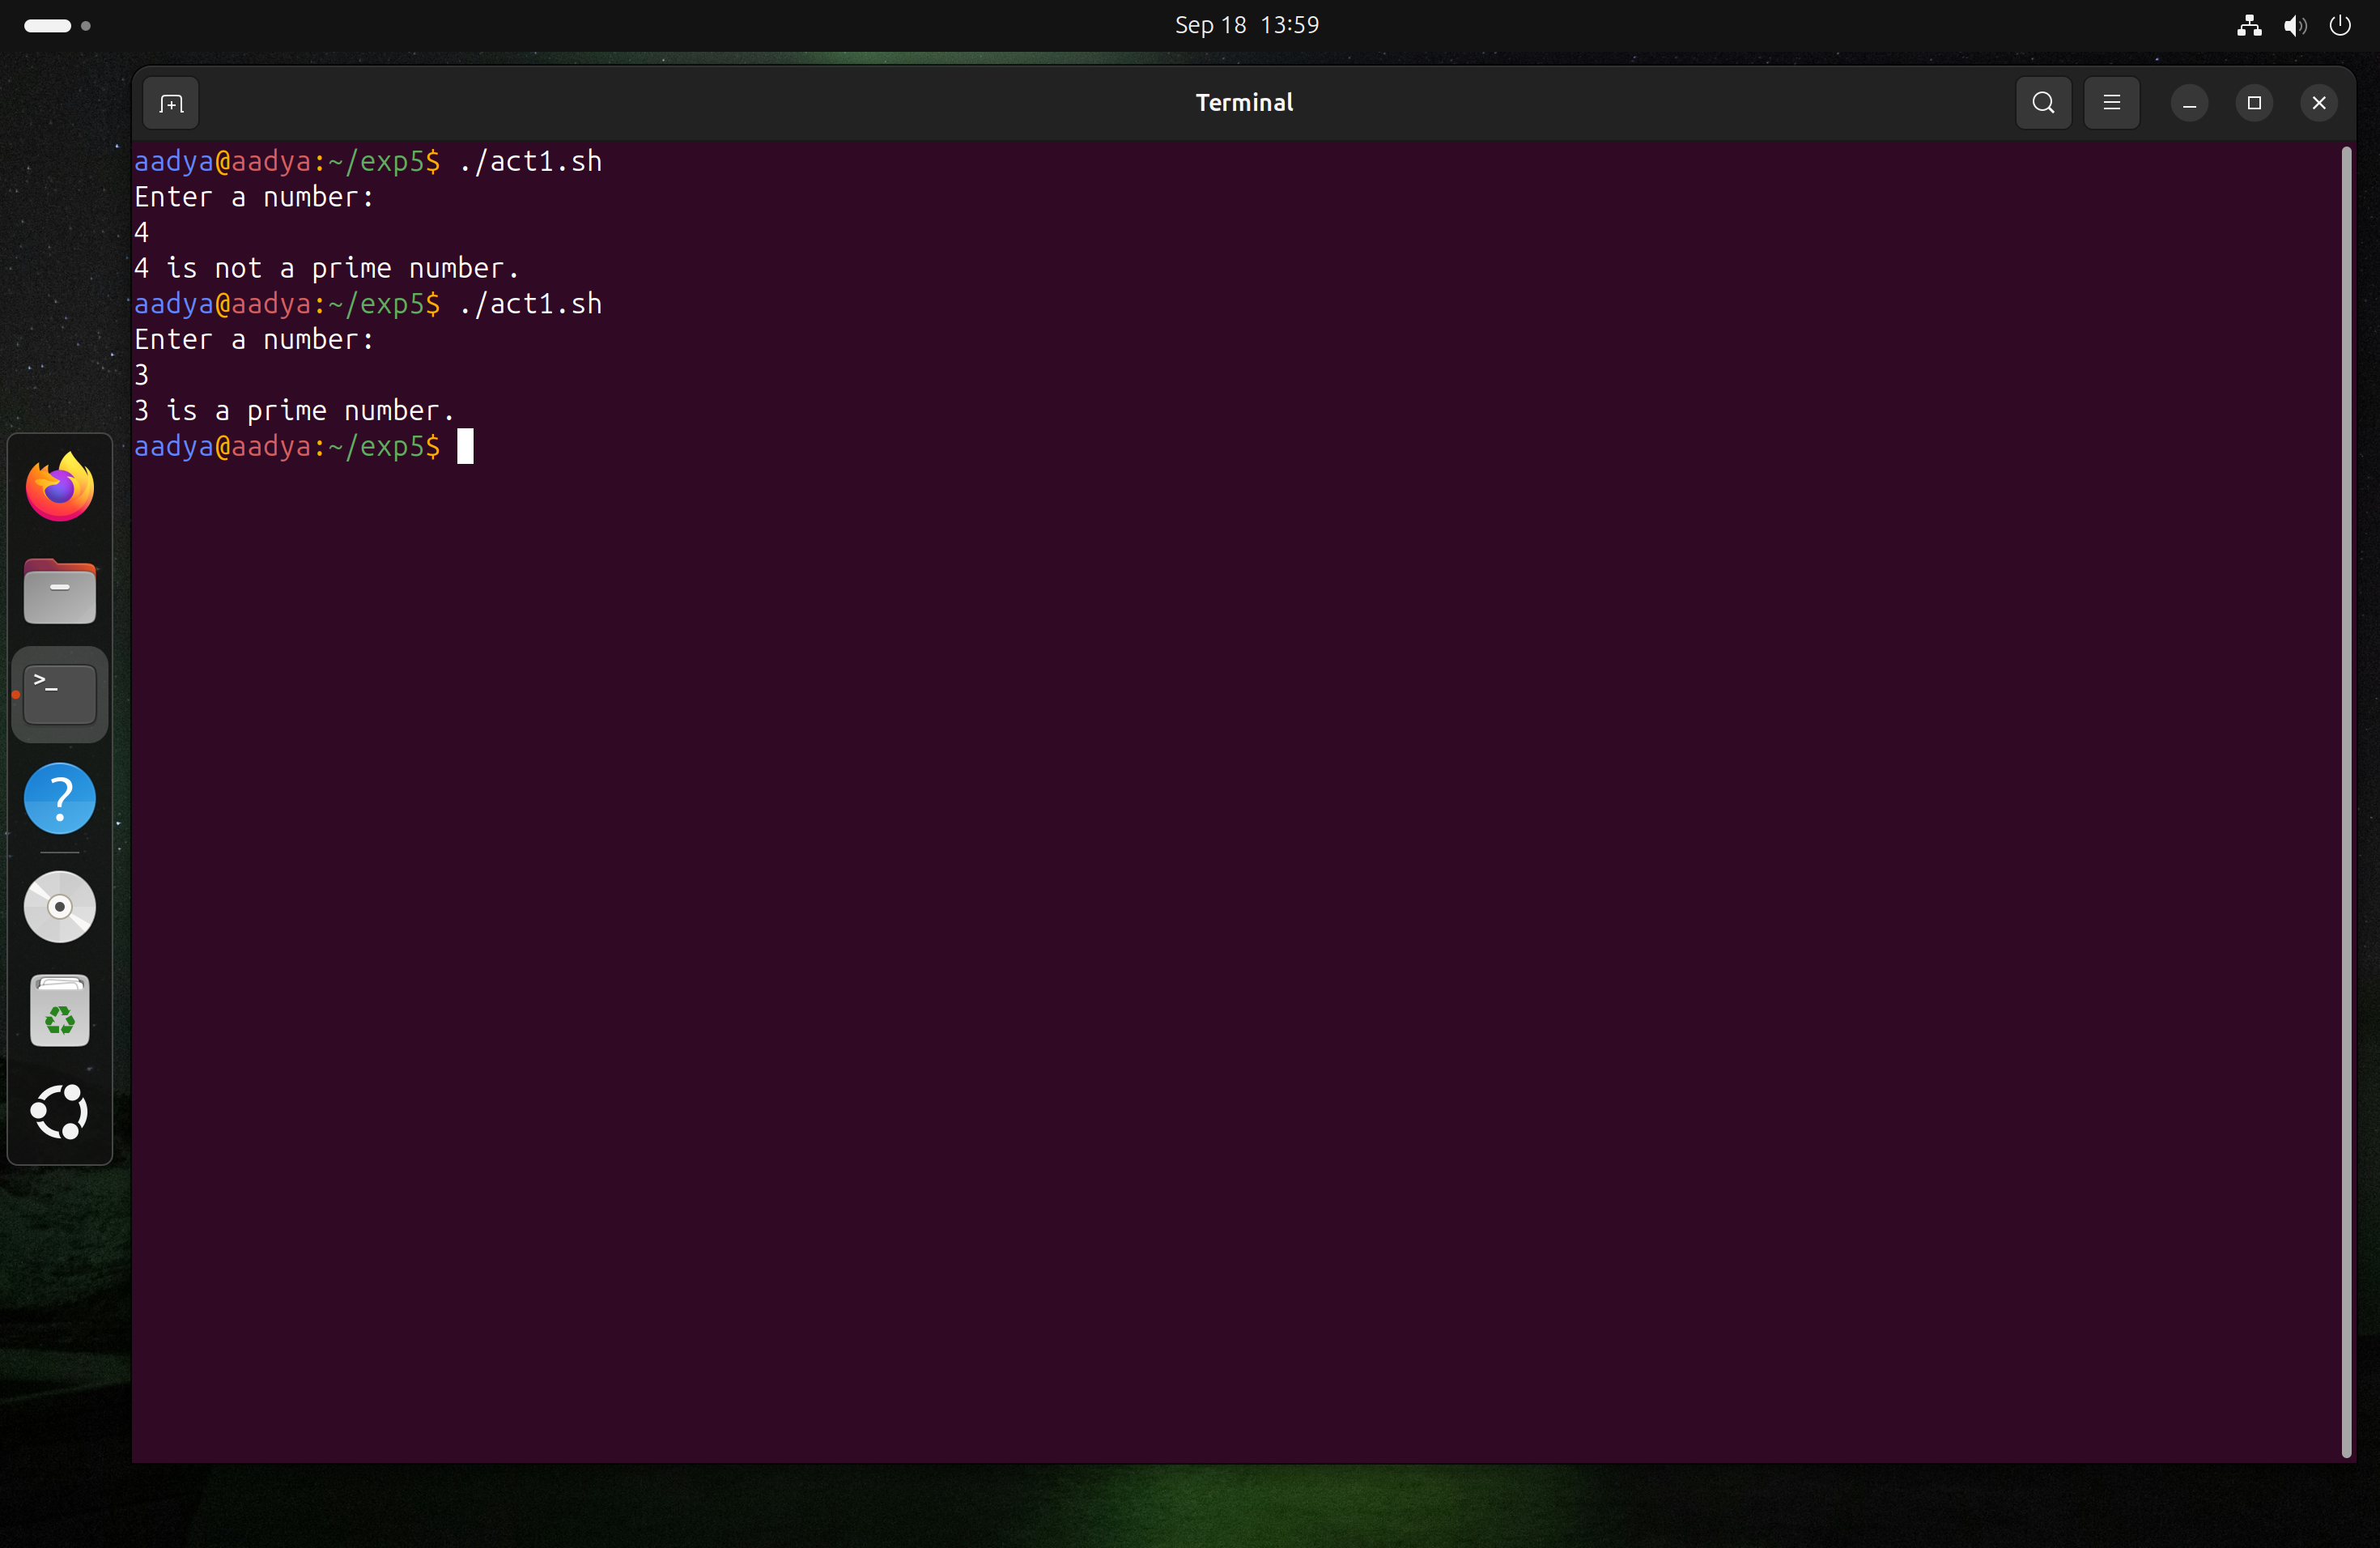 Sep 18 13:59
Terminal
aadya@aadya:~/exp5$ ./act1.sh
Enter a number:
4
4 is not a prime number.
aadya@aadya:~/exp5$ ./act1.sh
Enter a number:
3
3 is a prime number.
aadya@aadya:~/exp5$